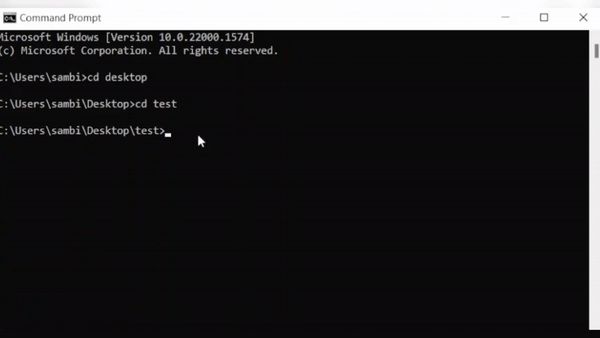 Command Prompt
Microsoft Windows [Version 10.0.22000.1574]
(c) Microsoft Corporation. All rights reserved.
C:\Users\sambi>cd desktop
C:\Users\sambi\Desktop>cd test
C:\Users\sambi\Desktop\test>